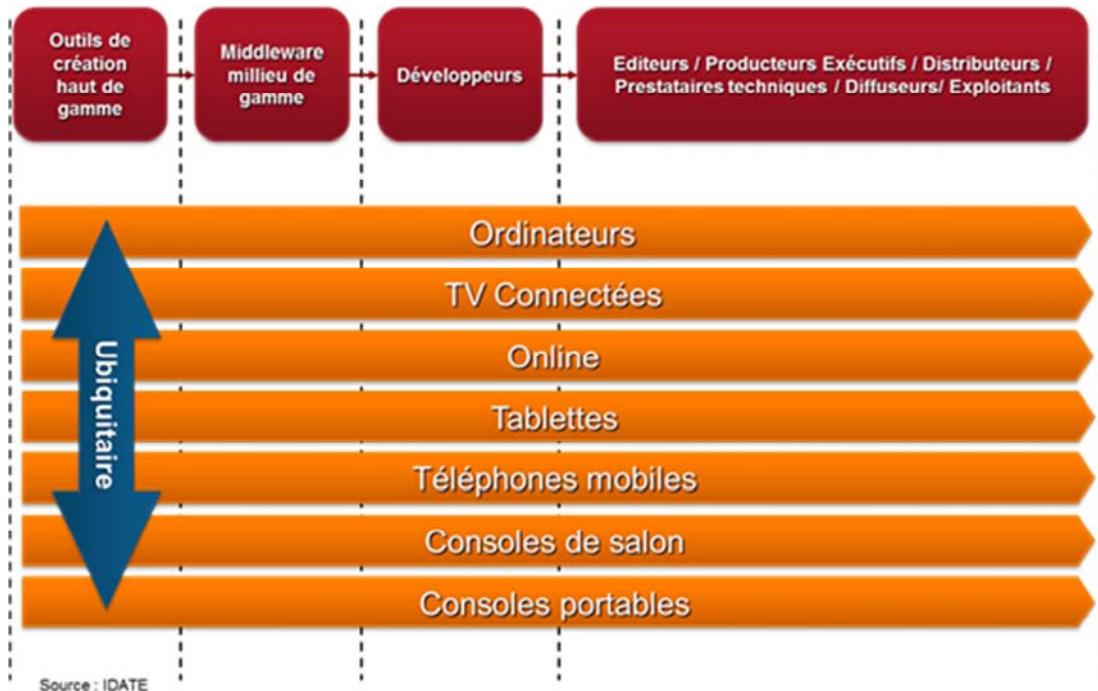 Outils de
création
haut de
gamme
Middleware
millieu de
gamme
Développeurs
Editeurs / Producteurs Exécutifs / Distributeurs /
Prestataires techniques / Diffuseurs/ Exploitants
Ordinateurs
TV Connectées
Online
Tablettes
Téléphones mobiles
Consoles de salon
Consoles portables
Ubiquitaire
Source : IDATE